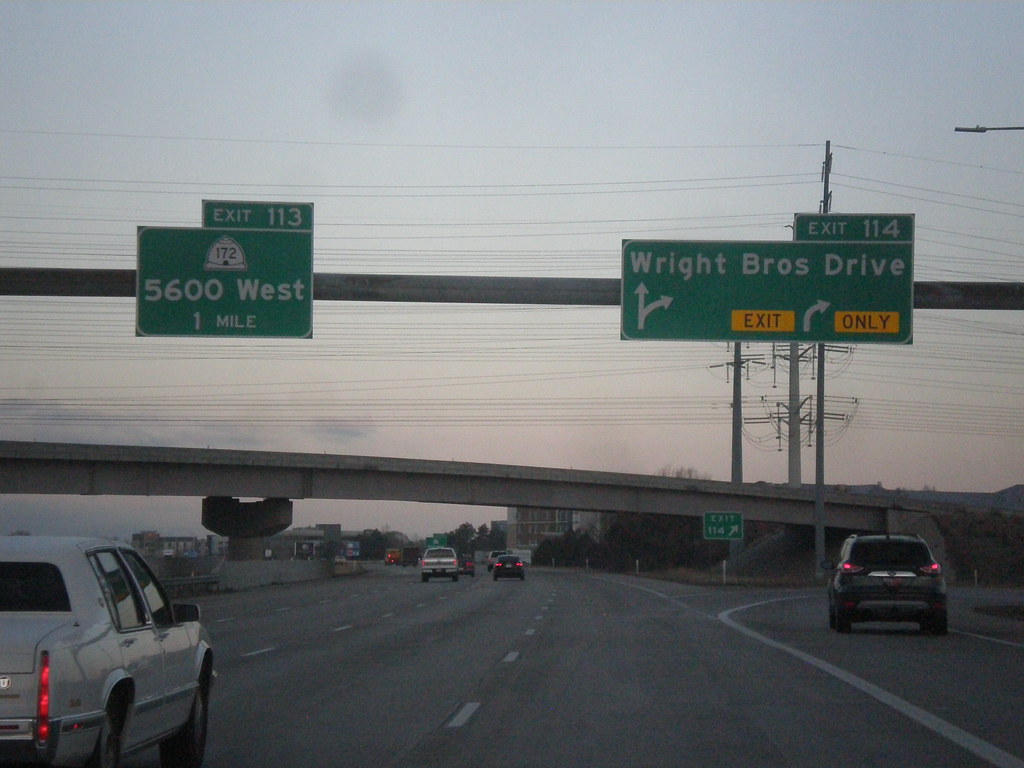 EXIT 113
172
5600 West
1 MILE
EXIT 114
Wright Bros Drive
EXIT ONLY
EXIT
114